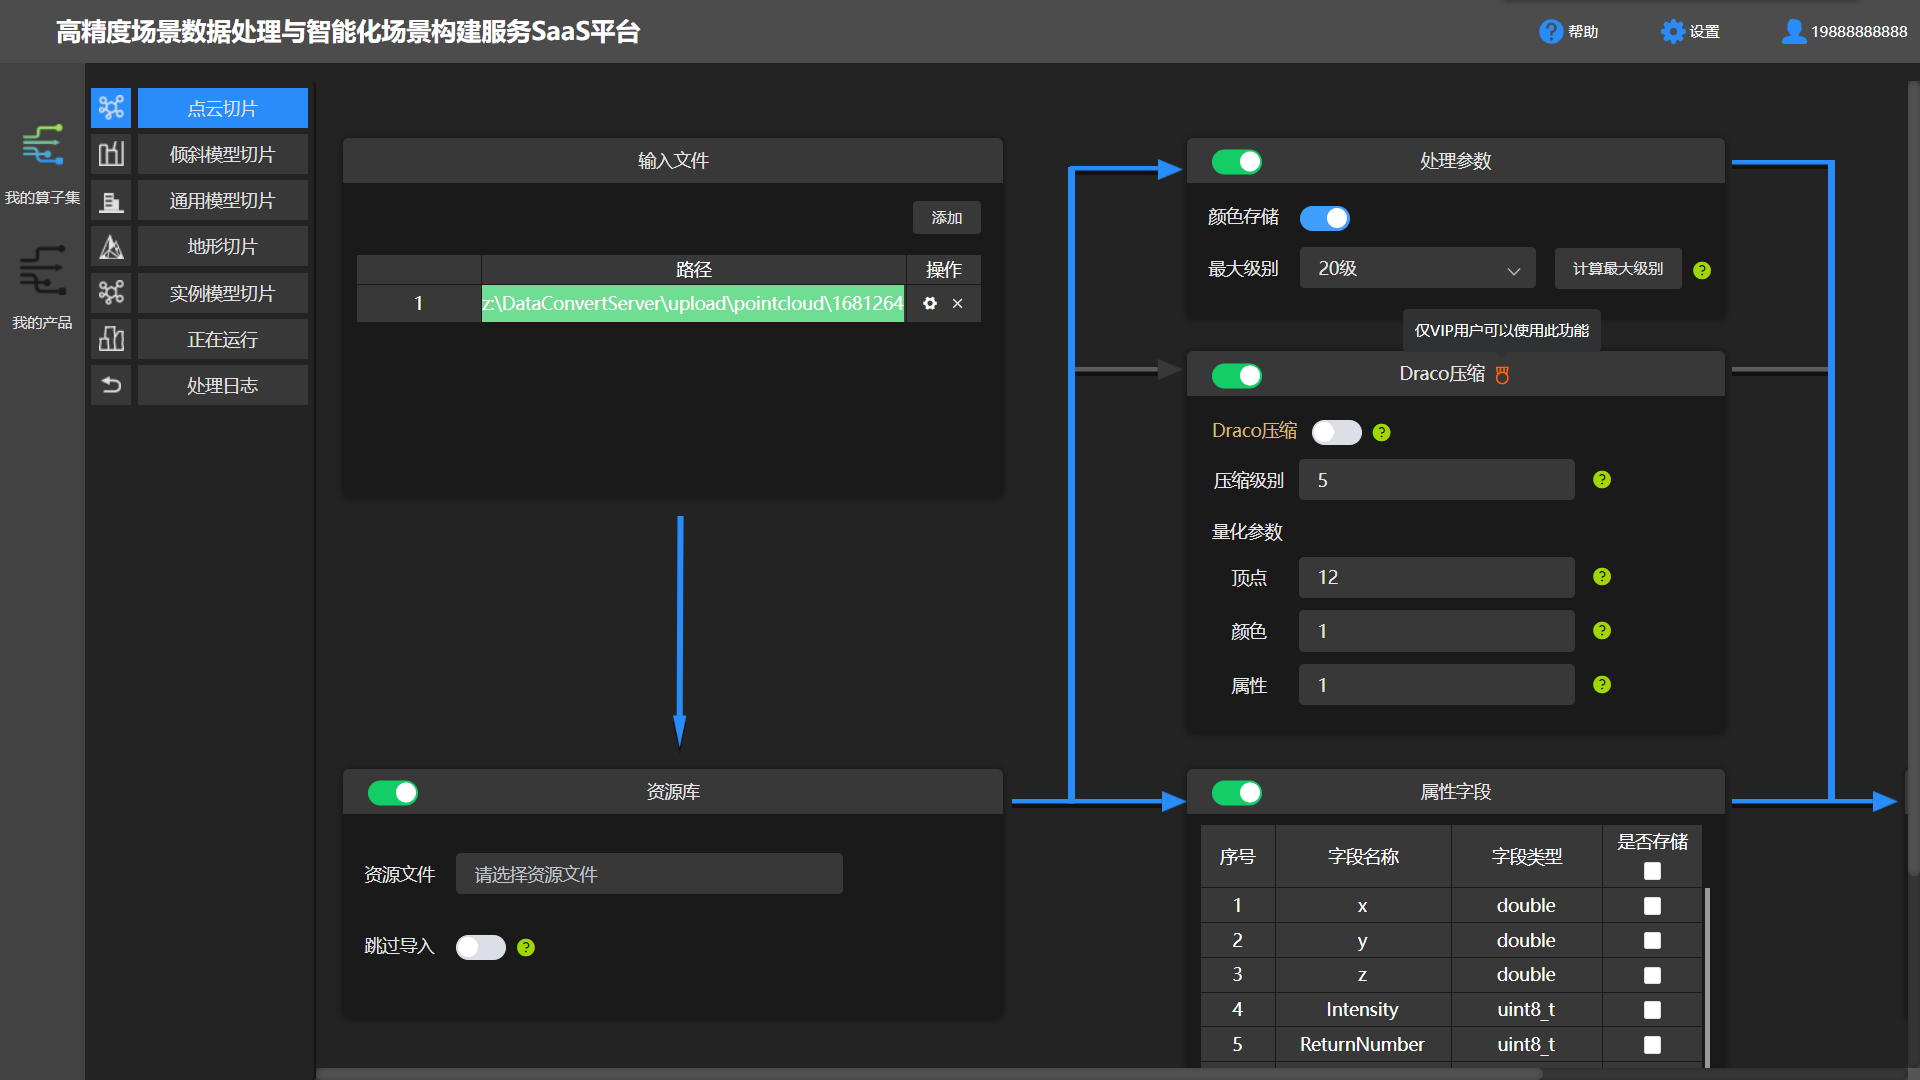 高精度场景数据处理与智能化场景构建服务SaaS平台
帮助
设置
19888888888
我的算子集
我的产品
点云切片
倾斜模型切片
通用模型切片
地形切片
实例模型切片
正在运行
处理日志
输入文件
添加
路径 操作
1 z:\DataConvertServer\upload\pointcloud\1681264
资源库
资源文件 请选择资源文件
跳过导入 ?
处理参数
颜色存储
最大级别 20级 计算最大级别 ?
仅VIP用户可以使用此功能
Draco压缩
Draco压缩 ?
压缩级别 5 ?
量化参数
顶点 12 ?
颜色 1 ?
属性 1 ?
属性字段
序号 字段名称 字段类型 是否存储
1 x double
2 y double
3 z double
4 Intensity uint8_t
5 ReturnNumber uint8_t